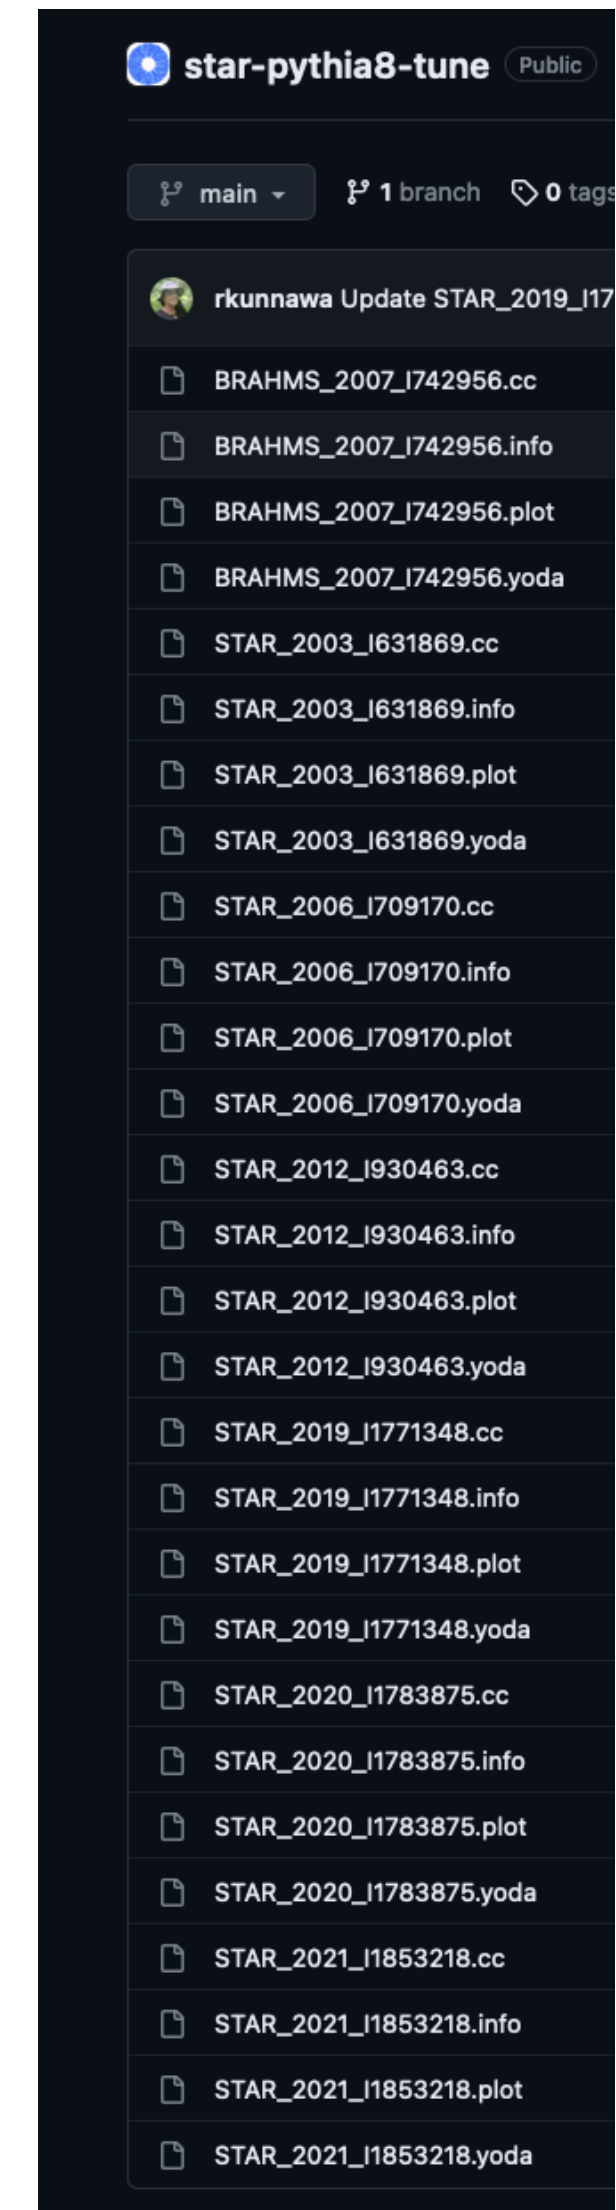 star-pythia8-tune Public
main 1 branch 0 tags
rkunnawa Update STAR_2019_I17
BRAHMS_2007_I742956.cc
BRAHMS_2007_I742956.info
BRAHMS_2007_I742956.plot
BRAHMS_2007_I742956.yoda
STAR_2003_I631869.cc
STAR_2003_I631869.info
STAR_2003_I631869.plot
STAR_2003_I631869.yoda
STAR_2006_I709170.cc
STAR_2006_I709170.info
STAR_2006_I709170.plot
STAR_2006_I709170.yoda
STAR_2012_I930463.cc
STAR_2012_I930463.info
STAR_2012_I930463.plot
STAR_2012_I930463.yoda
STAR_2019_I1771348.cc
STAR_2019_I1771348.info
STAR_2019_I1771348.plot
STAR_2019_I1771348.yoda
STAR_2020_I1783875.cc
STAR_2020_I1783875.info
STAR_2020_I1783875.plot
STAR_2020_I1783875.yoda
STAR_2021_I1853218.cc
STAR_2021_I1853218.info
STAR_2021_I1853218.plot
STAR_2021_I1853218.yoda